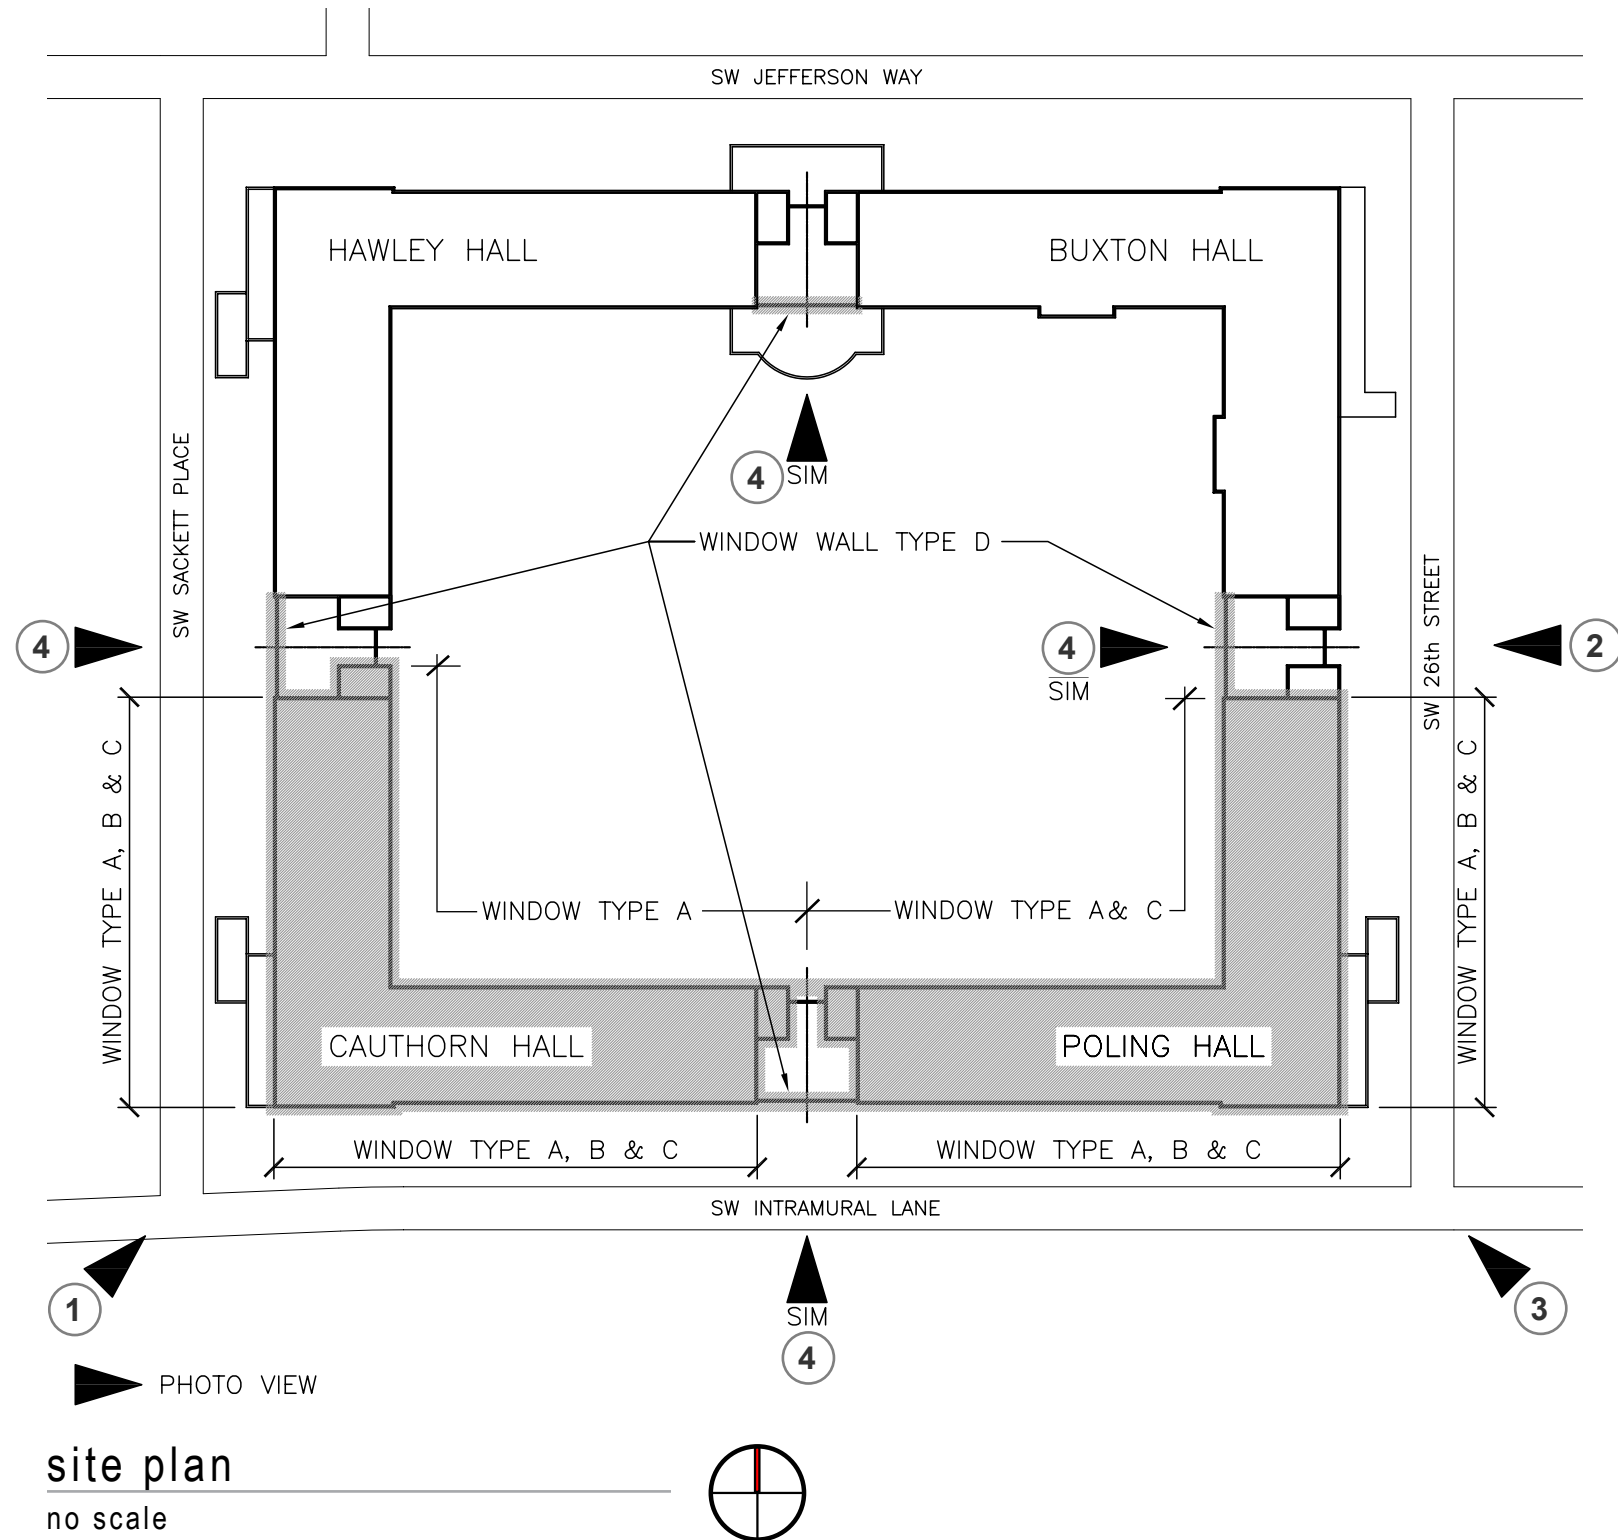 SW JEFFERSON WAY
HAWLEY HALL
BUXTON HALL
SW SACKETT PLACE
4
SIM
WINDOW WALL TYPE D
SW 26th STREET
4
4
SIM
2
WINDOW TYPE A, B & C
WINDOW TYPE A, B & C
WINDOW TYPE A
WINDOW TYPE A & C
CAUTHORN HALL
POLING HALL
WINDOW TYPE A, B & C
WINDOW TYPE A, B & C
SW INTRAMURAL LANE
1
SIM
4
3
PHOTO VIEW
site plan
no scale